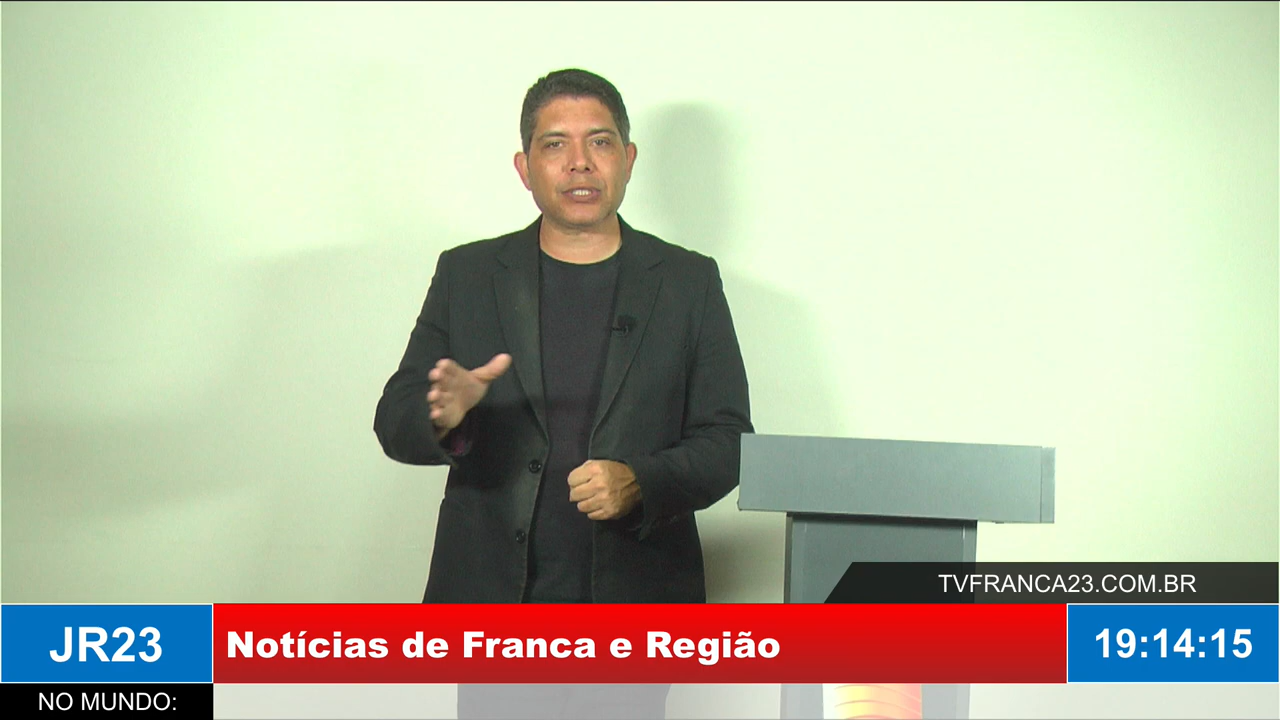 TVFRANCA23.COM.BR
JR23
Notícias de Franca e Região
19:14:15
NO MUNDO: